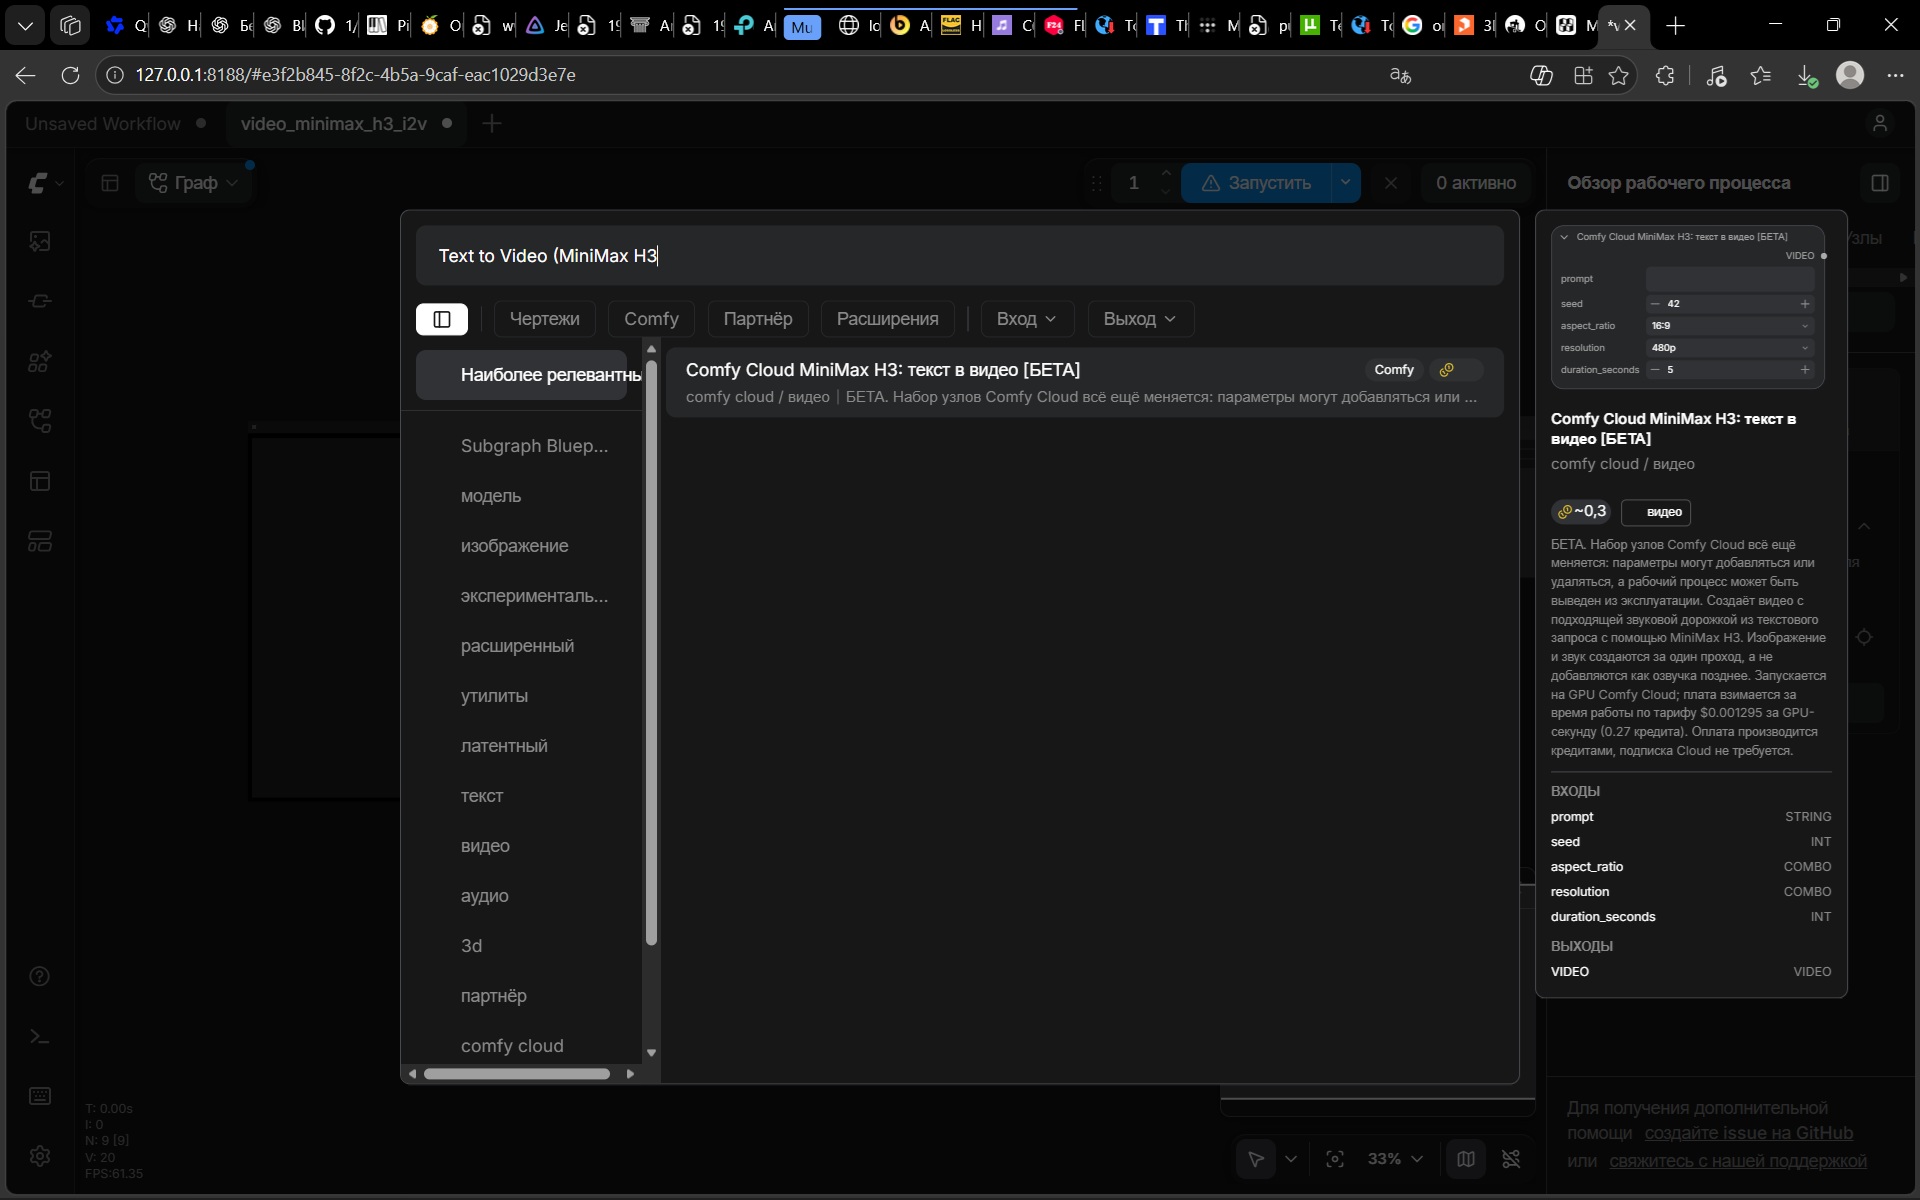 127.0.0.1:8188/#e3f2b845-8f2c-4b5a-9caf-eac1029d3e7e
Unsaved Workflow
video_minimax_h3_i2v
Граф
1
Запустить
0 активно
Обзор рабочего процесса
Text to Video (MiniMax H3
Чертежи
Comfy
Партнёр
Расширения
Вход
Выход
Наиболее релевантны
Subgraph Bluep...
модель
изображение
экспериментaль...
расширенный
утилиты
латентный
текст
видео
аудио
3d
партнёр
comfy cloud
Comfy Cloud MiniMax H3: текст в видео [БЕТА]
Comfy
comfy cloud / видео | БЕТА. Набор узлов Comfy Cloud всё ещё меняется: параметры могут добавляться или ...
Comfy Cloud MiniMax H3: текст в видео [БЕТА]
VIDEO
prompt
seed 42
aspect_ratio 16:9
resolution 480p
duration_seconds 5
Comfy Cloud MiniMax H3: текст в
видео [БЕТА]
comfy cloud / видео
~0,3
видео
БЕТА. Набор узлов Comfy Cloud всё ещё
меняется: параметры могут добавляться или
удаляться, а рабочий процесс может быть
выведен из эксплуатации. Создаёт видео с
подходящей звуковой дорожкой из текстового
запроса с помощью MiniMax H3. Изображение
и звук создаются за один проход, а не
добавляются как озвучка позднее. Запускается
на GPU Comfy Cloud; плата взимается за
время работы по тарифу $0.001295 за GPU-
секунду (0.27 кредита). Оплата производится
кредитами, подписка Cloud не требуется.
ВХОДЫ
prompt STRING
seed INT
aspect_ratio COMBO
resolution COMBO
duration_seconds INT
ВЫХОДЫ
VIDEO VIDEO
T: 0.00s
I: 0
N: 9 [9]
V: 20
FPS:61.35
33%
Для получения дополнительной
помощи создайте issue на GitHub
или свяжитесь с нашей поддержкой